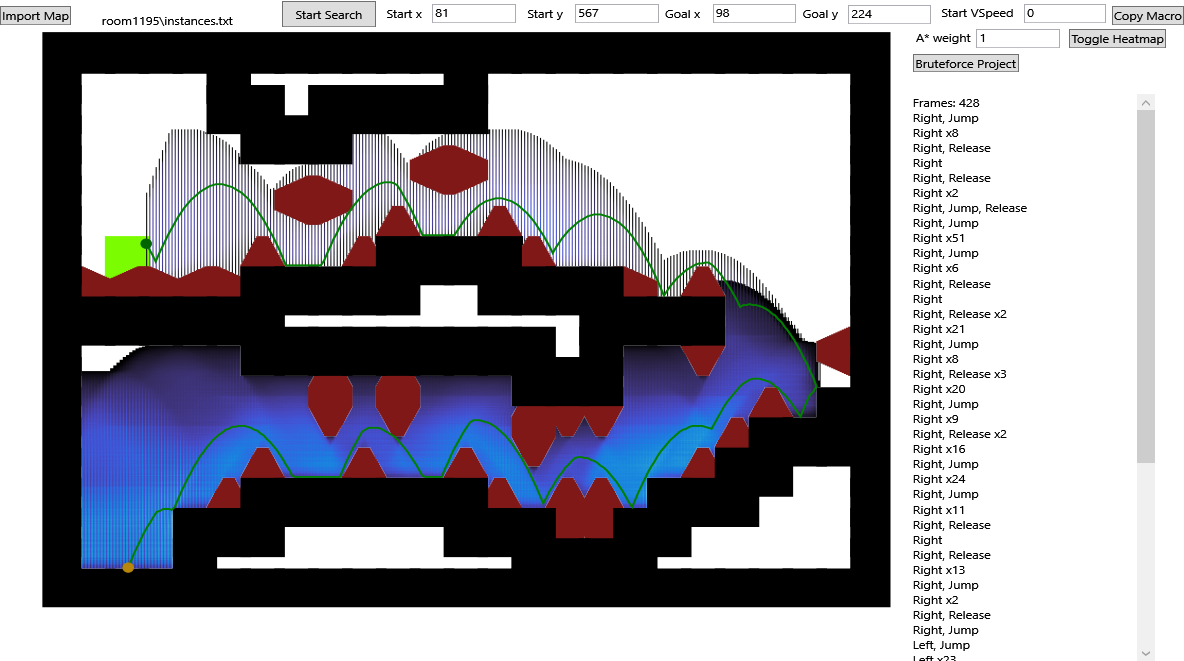 Import Map room1195\instances.txt Start Search Start x 81 Start y 567 Goal x 98 Goal y 224 Start VSpeed 0 Copy Macro
A* weight 1 Toggle Heatmap
Bruteforce Project
Frames: 428
Right, Jump
Right x8
Right, Release
Right
Right, Release
Right x2
Right, Jump, Release
Right, Jump
Right x51
Right, Jump
Right x6
Right, Release
Right
Right, Release x2
Right x21
Right, Jump
Right x8
Right, Release x3
Right x20
Right, Jump
Right x9
Right, Release x2
Right x16
Right, Jump
Right x24
Right, Jump
Right x11
Right, Release
Right
Right, Release
Right x13
Right, Jump
Right x2
Right, Release
Right, Jump
Left, Jump
Left x23